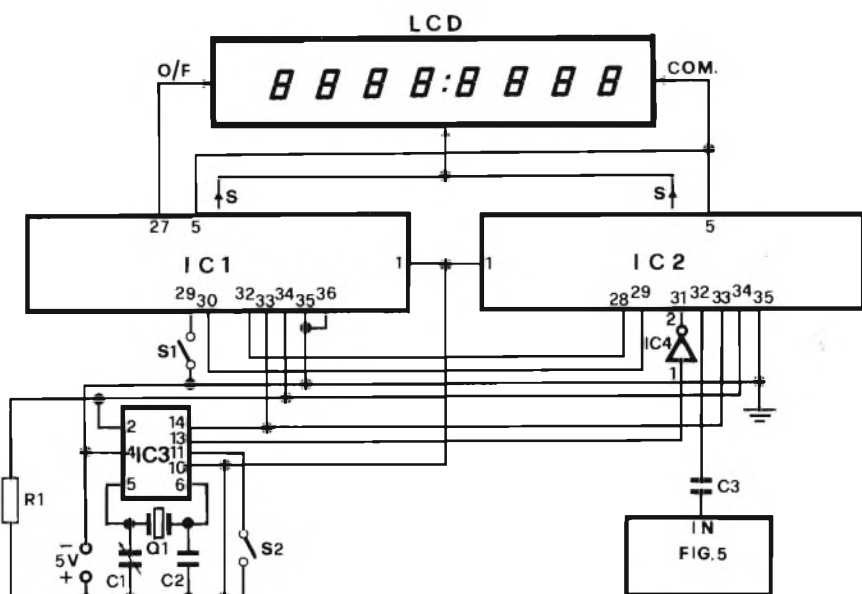 LCD
O/F COM.
8 8 8 8 : 8 8 8 8
S S
27 5 5
IC1 1 1 IC2
29 30 32 33 34 35 36 28 29 31 32 33 34 35
2
S1 IC4
1
2 14
13
4 IC3 11
10
5 6
C3
R1
Q1 S2
IN
5V − +
C1 C2
FIG.5